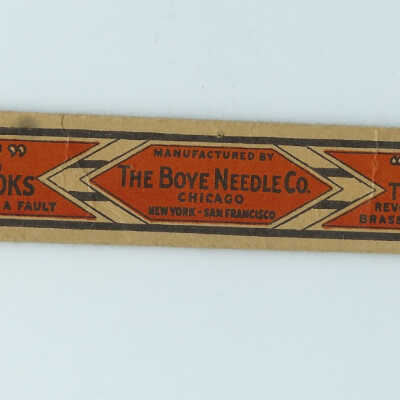 ”
OKS
A FAULT
MANUFACTURED BY
THE BOYE NEEDLE CO.
CHICAGO
NEW YORK - SAN FRANCISCO
“
T
REV
BRASS